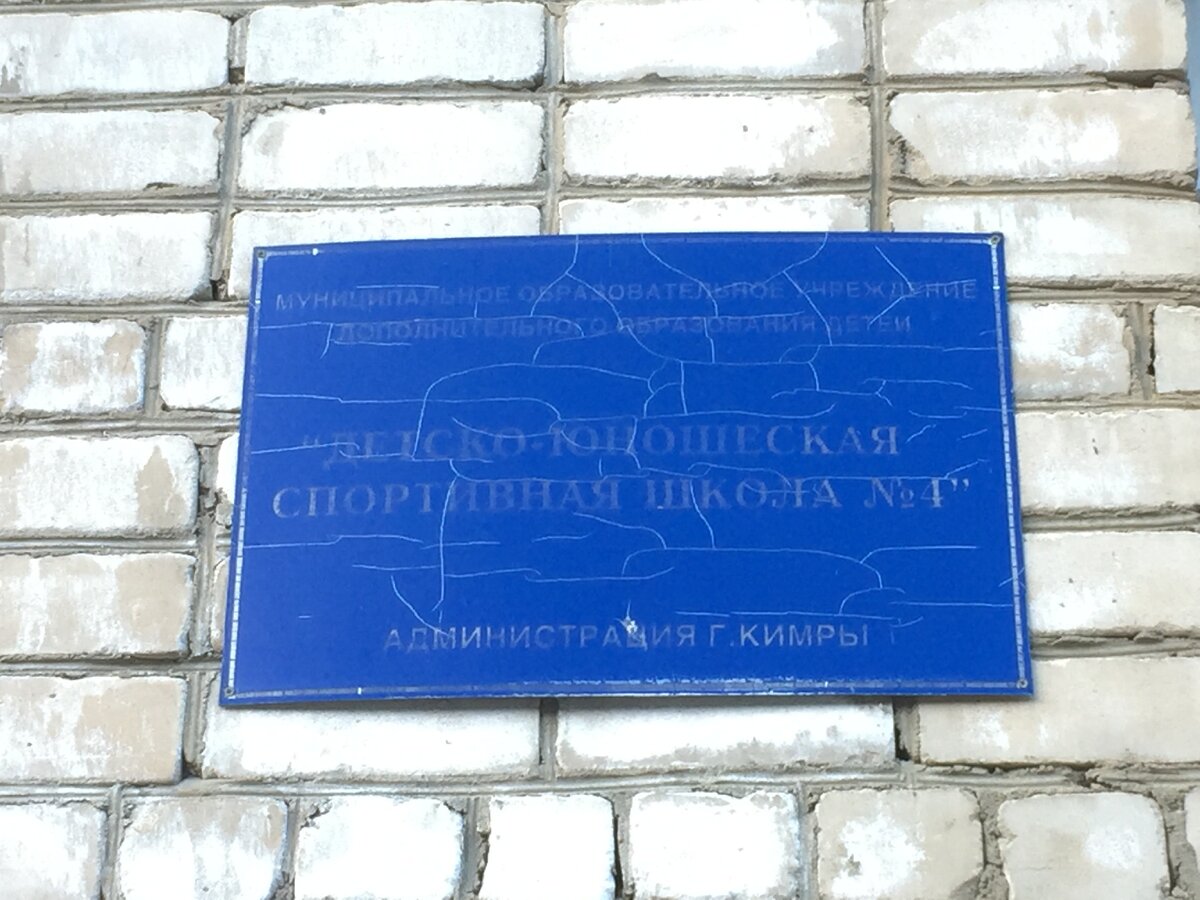 МУНИЦИПАЛЬНОЕ ОБРАЗОВАТЕЛЬНОЕ УЧРЕЖДЕНИЕ
ДОПОЛНИТЕЛЬНОГО ОБРАЗОВАНИЯ ДЕТЕЙ
"ДЕТСКО-ЮНОШЕСКАЯ
СПОРТИВНАЯ ШКОЛА №4"
АДМИНИСТРАЦИЯ Г.КИМРЫ